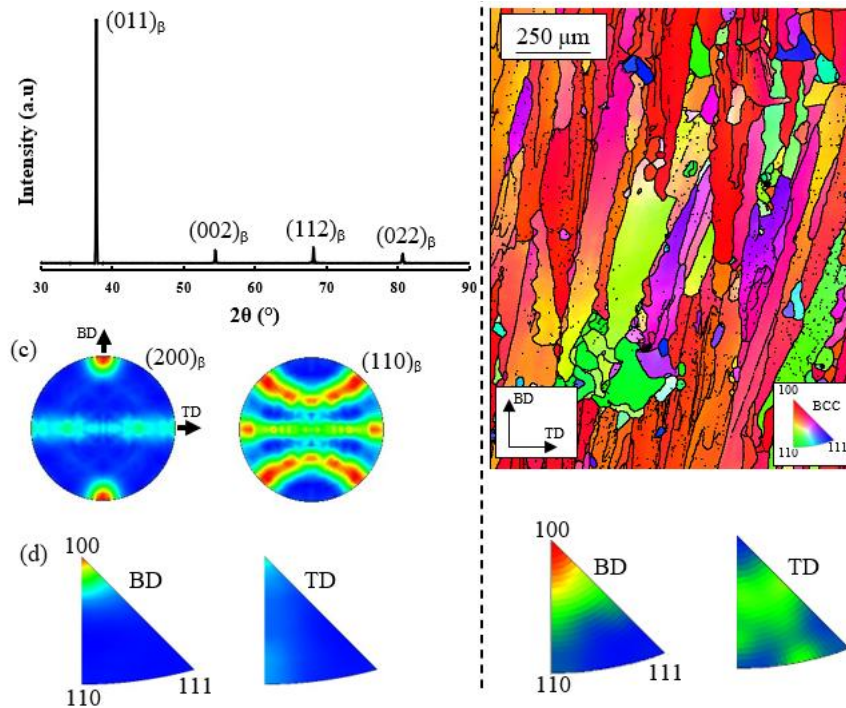 (011)β
Intensity (a.u)
(002)β
(112)β
(022)β
30 40 50 60 70 80 90
2θ (°)
(c)
BD
(200)β
(110)β
TD
(d)
100
BD
TD
110
111
250 µm
BD
TD
100
BCC
110
111
100
BD
TD
110
111